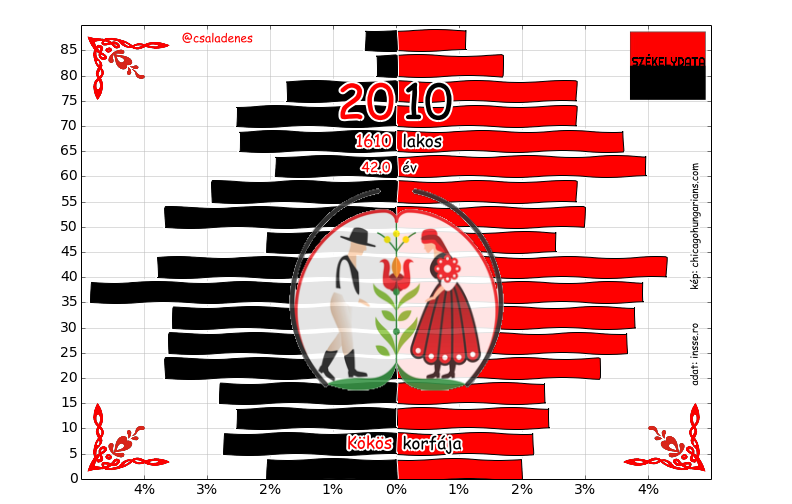 @csaladenes
SZÉKELYDATA
2010
1610 lakos
42,0 év
kép: chicagohungarians.com
adat: insse.ro
Kökös korfája
85
80
75
70
65
60
55
50
45
40
35
30
25
20
15
10
5
0
4% 3% 2% 1% 0% 1% 2% 3% 4%